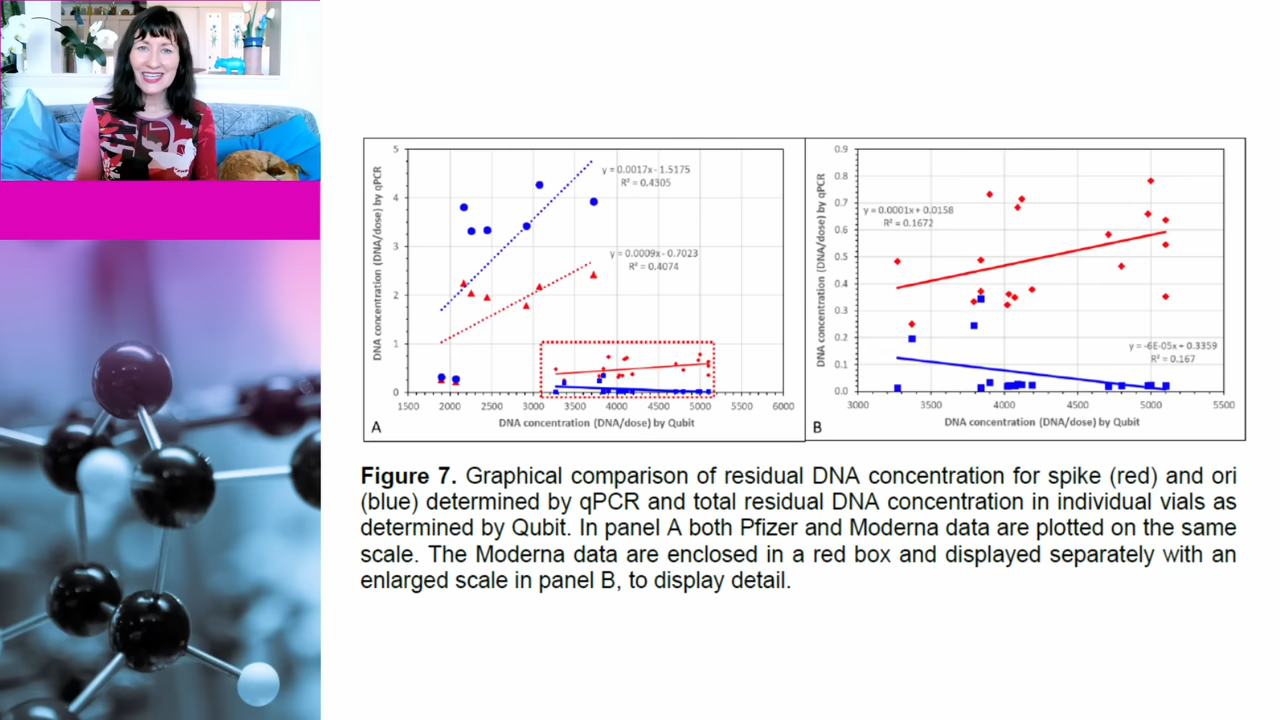 5
4
3
2
1
0
DNA concentration (DNA/dose) by qPCR
y = 0.0017x - 1.5175
R² = 0.4305
y = 0.0009x - 0.7023
R² = 0.4074
1500 2000 2500 3000 3500 4000 4500 5000 5500 6000
A
DNA concentration (DNA/dose) by Qubit
0.9
0.8
0.7
0.6
0.5
0.4
0.3
0.2
0.1
0.0
DNA concentration (DNA/dose) by qPCR
y = 0.0001x + 0.0158
R² = 0.1672
y = -6E-05x + 0.3359
R² = 0.167
3000 3500 4000 4500 5000 5500
B
DNA concentration (DNA/dose) by Qubit
Figure 7. Graphical comparison of residual DNA concentration for spike (red) and ori
(blue) determined by qPCR and total residual DNA concentration in individual vials as
determined by Qubit. In panel A both Pfizer and Moderna data are plotted on the same
scale. The Moderna data are enclosed in a red box and displayed separately with an
enlarged scale in panel B, to display detail.